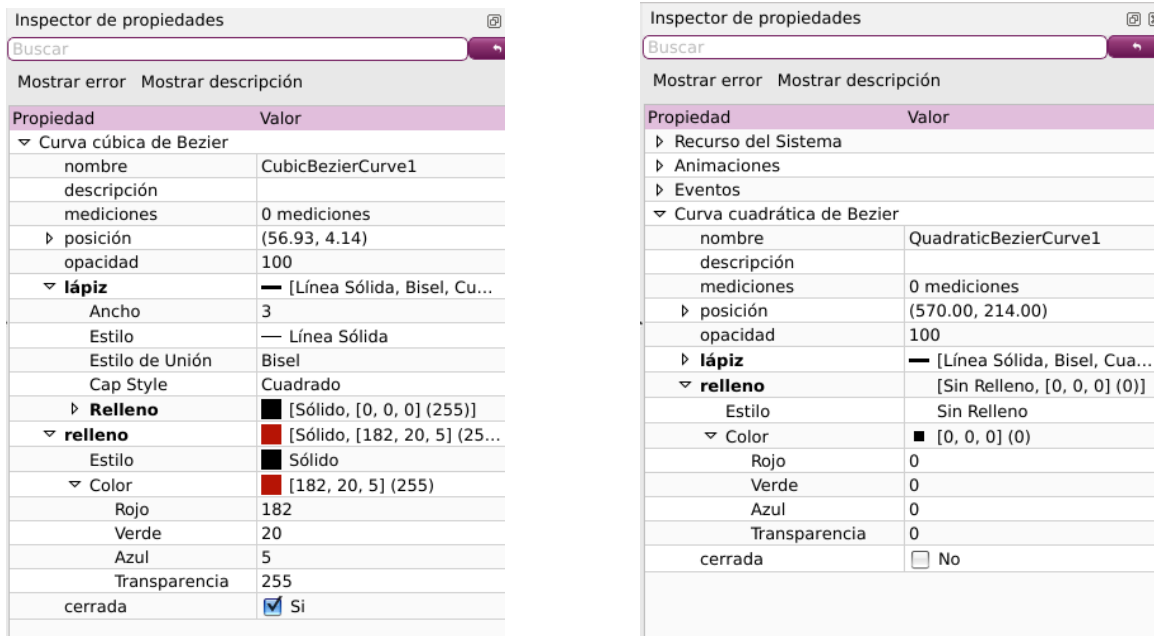 Inspector de propiedades
Buscar
Mostrar error Mostrar descripción
Propiedad Valor
Curva cúbica de Bezier
nombre CubicBezierCurve1
descripción
mediciones 0 mediciones
posición (56.93, 4.14)
opacidad 100
lápiz [Línea Sólida, Bisel, Cu...
Ancho 3
Estilo Línea Sólida
Estilo de Unión Bisel
Cap Style Cuadrado
Relleno [Sólido, [0, 0, 0] (255)]
relleno [Sólido, [182, 20, 5] (25...
Estilo Sólido
Color [182, 20, 5] (255)
Rojo 182
Verde 20
Azul 5
Transparencia 255
cerrada Si
Inspector de propiedades
Buscar
Mostrar error Mostrar descripción
Propiedad Valor
Recurso del Sistema
Animaciones
Eventos
Curva cuadrática de Bezier
nombre QuadraticBezierCurve1
descripción
mediciones 0 mediciones
posición (570.00, 214.00)
opacidad 100
lápiz [Línea Sólida, Bisel, Cua...
relleno [Sin Relleno, [0, 0, 0] (0)]
Estilo Sin Relleno
Color [0, 0, 0] (0)
Rojo 0
Verde 0
Azul 0
Transparencia 0
cerrada No